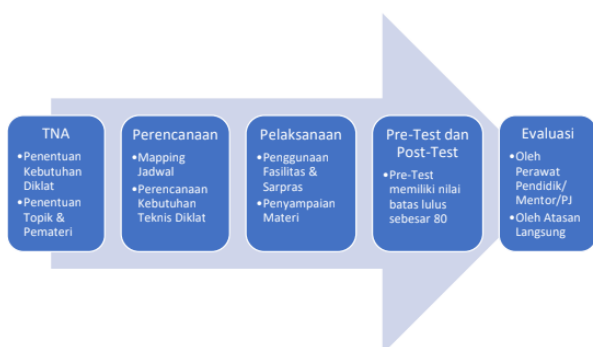 TNA
•Penentuan
Kebutuhan
Diklat
•Penentuan
Topik &
Pemateri
Perencanaan
•Mapping
Jadwal
•Perencanaan
Kebutuhan
Teknis Diklat
Pelaksanaan
•Penggunaan
Fasilitas &
Sarpras
•Penyampaian
Materi
Pre-Test dan
Post-Test
•Pre-Test
memiliki nilai
batas lulus
sebesar 80
Evaluasi
•Oleh
Perawat
Pendidik/
Mentor/PJ
•Oleh Atasan
Langsung